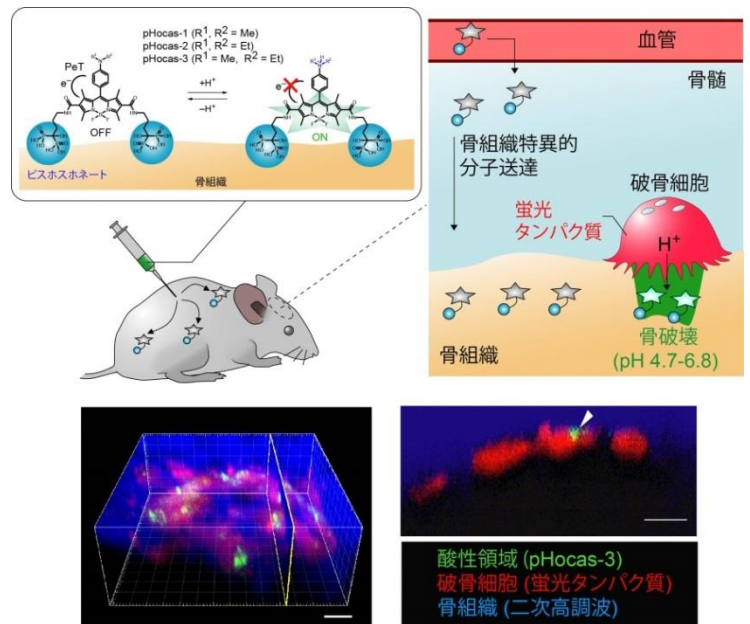 pHocas-1 (R¹, R² = Me)
pHocas-2 (R¹, R² = Et)
pHocas-3 (R¹ = Me, R² = Et)
PeT
e⁻
+H⁺
−H⁺
e⁻
OFF
ON
ビスホスホネート
骨組織
血管
骨髄
骨組織特異的
分子送達
破骨細胞
蛍光
タンパク質
H⁺
骨組織
骨破壊
(pH 4.7-6.8)
酸性領域 (pHocas-3)
破骨細胞 (蛍光タンパク質)
骨組織 (二次高調波)